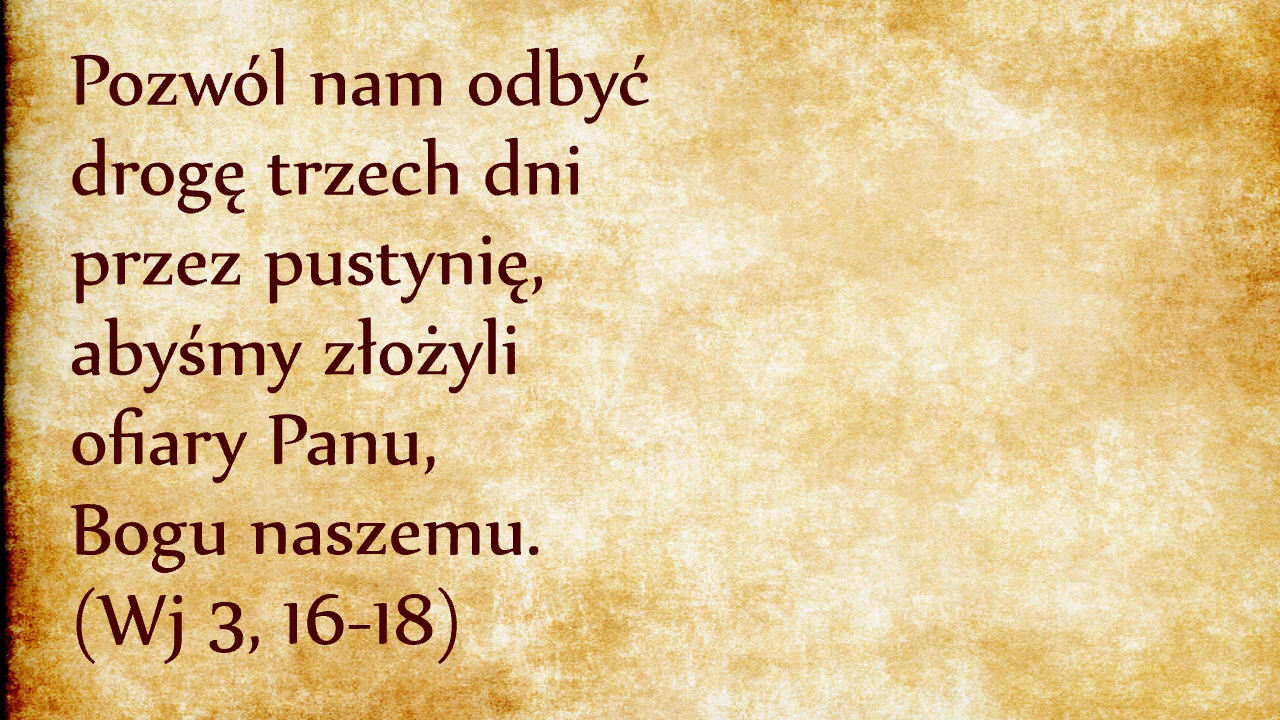 Pozwól nam odbyć
drogę trzech dni
przez pustynię,
abyśmy złożyli
ofiary Panu,
Bogu naszemu.
(Wj 3, 16-18)